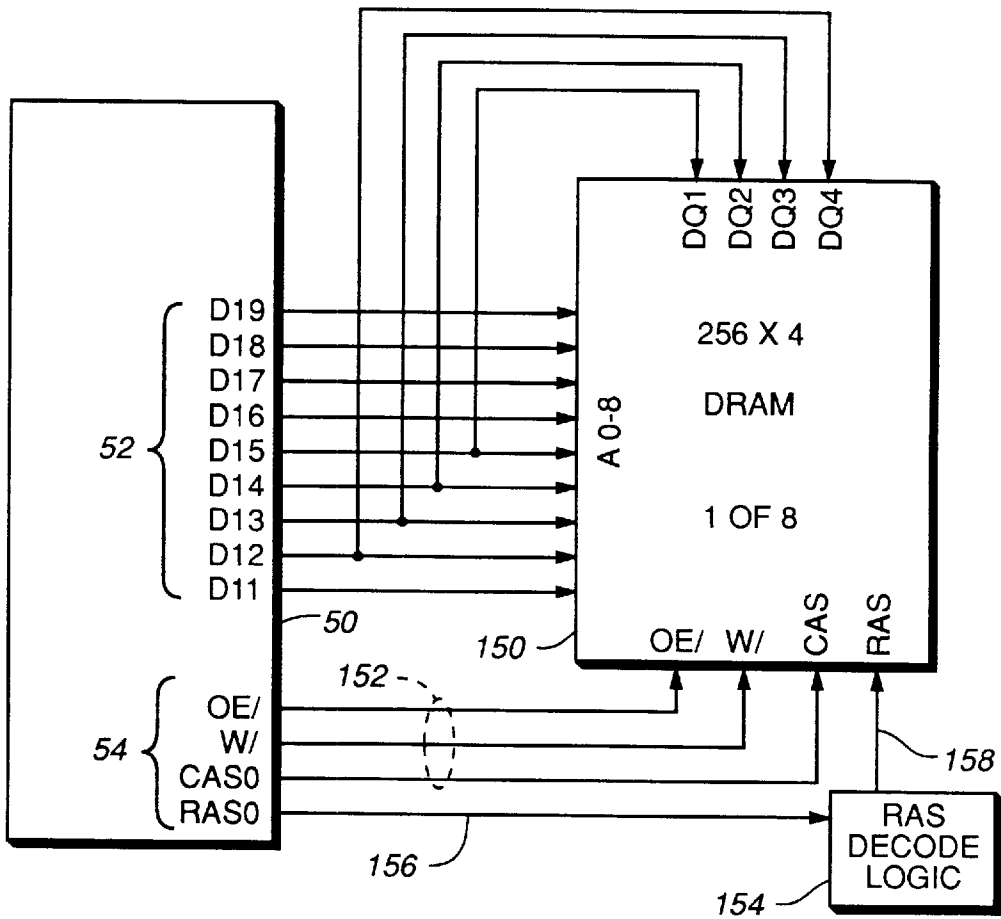 DQ1
DQ2
DQ3
DQ4
D19
D18
D17
D16
D15
D14
D13
D12
D11
52
A 0-8
256 X 4
DRAM
1 OF 8
50
150
OE/
W/
CAS
RAS
152
OE/
W/
CAS0
RAS0
54
158
156
RAS
DECODE
LOGIC
154